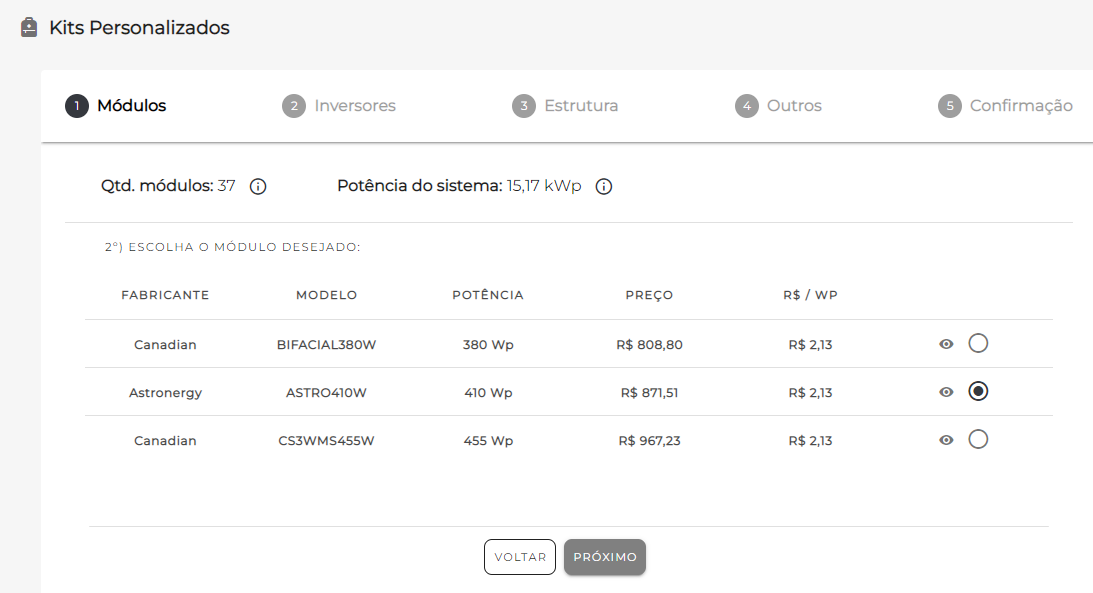 Kits Personalizados
1 Módulos 2 Inversores 3 Estrutura 4 Outros 5 Confirmação
Qtd. módulos: 37 Potência do sistema: 15,17 kWp
2º) ESCOLHA O MÓDULO DESEJADO:
FABRICANTE MODELO POTÊNCIA PREÇO R$ / WP
Canadian BIFACIAL380W 380 Wp R$ 808,80 R$ 2,13
Astronergy ASTRO410W 410 Wp R$ 871,51 R$ 2,13
Canadian CS3WMS455W 455 Wp R$ 967,23 R$ 2,13
VOLTAR PRÓXIMO